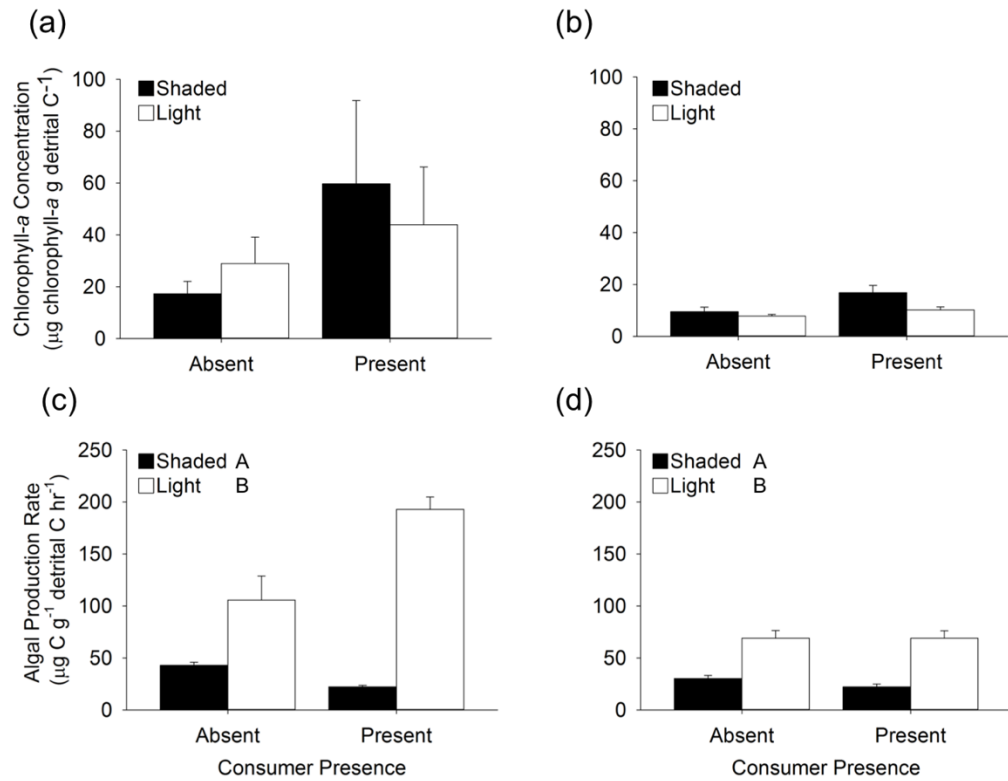 (a)
Chlorophyll-a Concentration
(µg chlorophyll-a g detrital C⁻¹)
100
80
60
40
20
0
Shaded
Light
Absent
Present
(b)
100
80
60
40
20
0
Shaded
Light
Absent
Present
(c)
Algal Production Rate
(µg C g⁻¹ detrital C hr⁻¹)
250
200
150
100
50
0
Shaded A
Light B
Absent
Present
Consumer Presence
(d)
250
200
150
100
50
0
Shaded A
Light B
Absent
Present
Consumer Presence